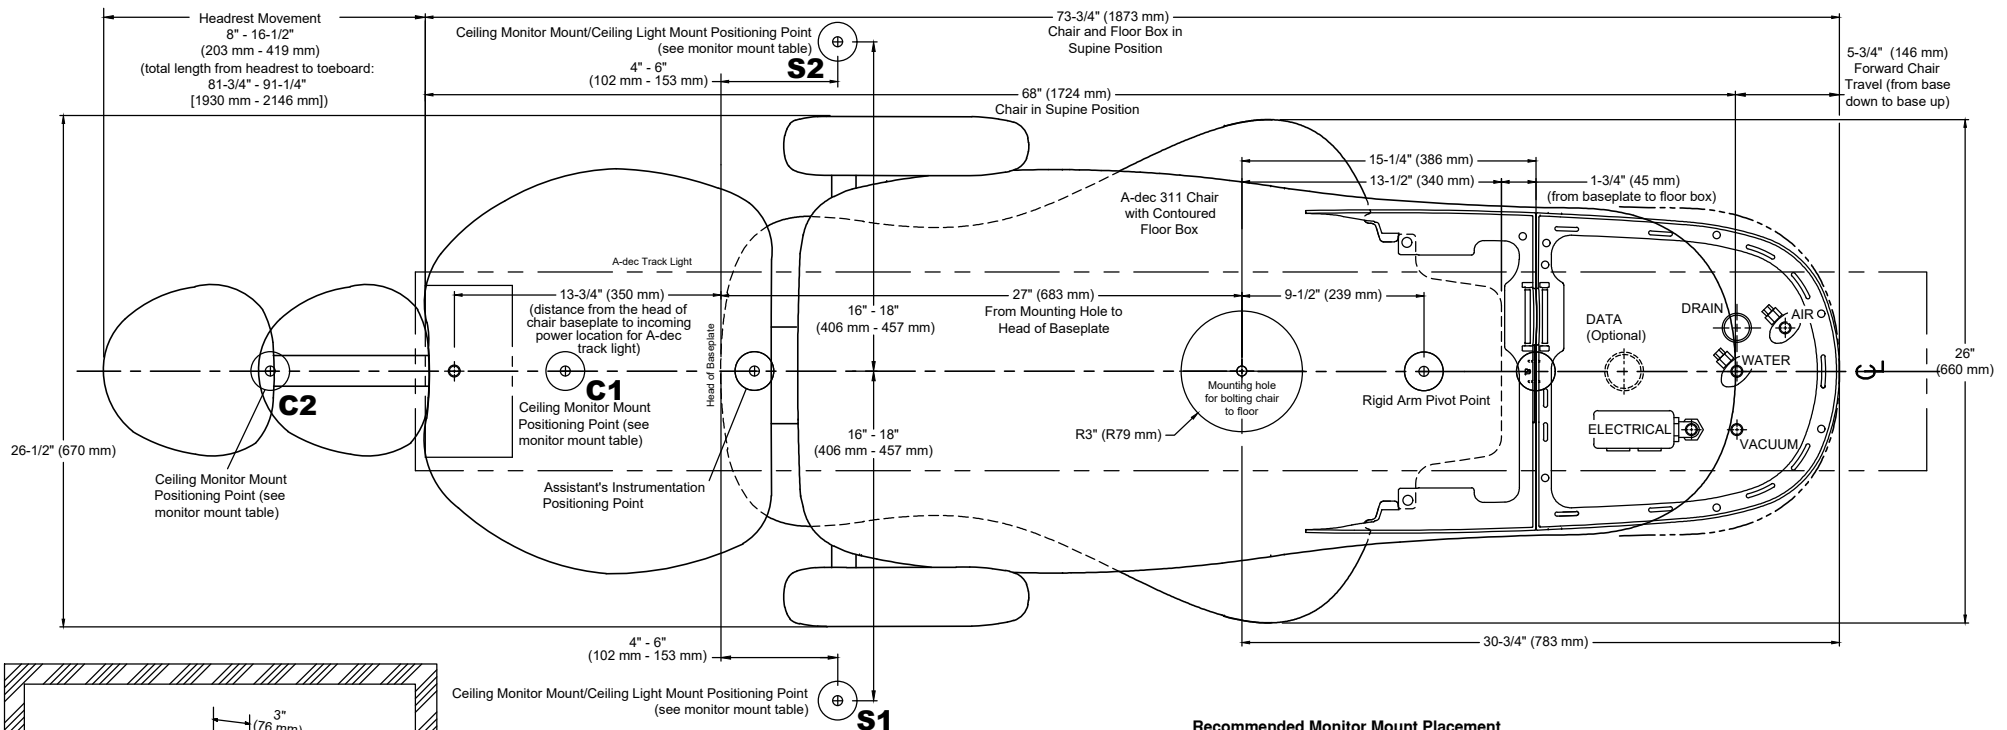 Headrest Movement
8" - 16-1/2"
(203 mm - 419 mm)
(total length from headrest to toeboard:
81-3/4" - 91-1/4"
[1930 mm - 2146 mm])
Ceiling Monitor Mount/Ceiling Light Mount Positioning Point
(see monitor mount table)
S2
4" - 6"
(102 mm - 153 mm)
73-3/4" (1873 mm)
Chair and Floor Box in
Supine Position
5-3/4" (146 mm)
Forward Chair
Travel (from base
down to base up)
68" (1724 mm)
Chair in Supine Position
15-1/4" (386 mm)
13-1/2" (340 mm)
1-3/4" (45 mm)
(from baseplate to floor box)
A-dec 311 Chair
with Contoured
Floor Box
A-dec Track Light
13-3/4" (350 mm)
(distance from the head of
chair baseplate to incoming
power location for A-dec
track light)
Head of Baseplate
16" - 18"
(406 mm - 457 mm)
27" (683 mm)
From Mounting Hole to
Head of Baseplate
9-1/2" (239 mm)
DATA
(Optional)
DRAIN
AIR
WATER
ELECTRICAL
VACUUM
CL
26"
(660 mm)
C2
C1
Ceiling Monitor Mount
Positioning Point (see
monitor mount table)
Mounting hole
for bolting chair
to floor
R3" (R79 mm)
Rigid Arm Pivot Point
16" - 18"
(406 mm - 457 mm)
26-1/2" (670 mm)
Ceiling Monitor Mount
Positioning Point (see
monitor mount table)
Assistant's Instrumentation
Positioning Point
4" - 6"
(102 mm - 153 mm)
30-3/4" (783 mm)
Ceiling Monitor Mount/Ceiling Light Mount Positioning Point
(see monitor mount table)
S1
3"
(76 mm)
Recommended Monitor Mount Placement